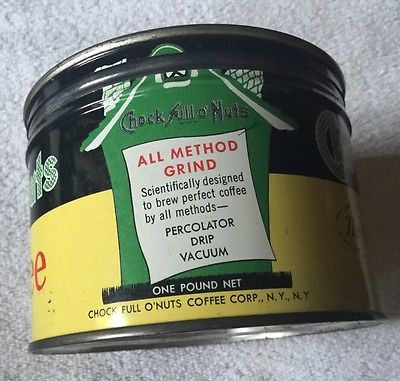 Chock full o' Nuts
ALL METHOD
GRIND
Scientifically designed
to brew perfect coffee
by all methods—
PERCOLATOR
DRIP
VACUUM
ONE POUND NET
CHOCK FULL O'NUTS COFFEE CORP., N.Y., N.Y